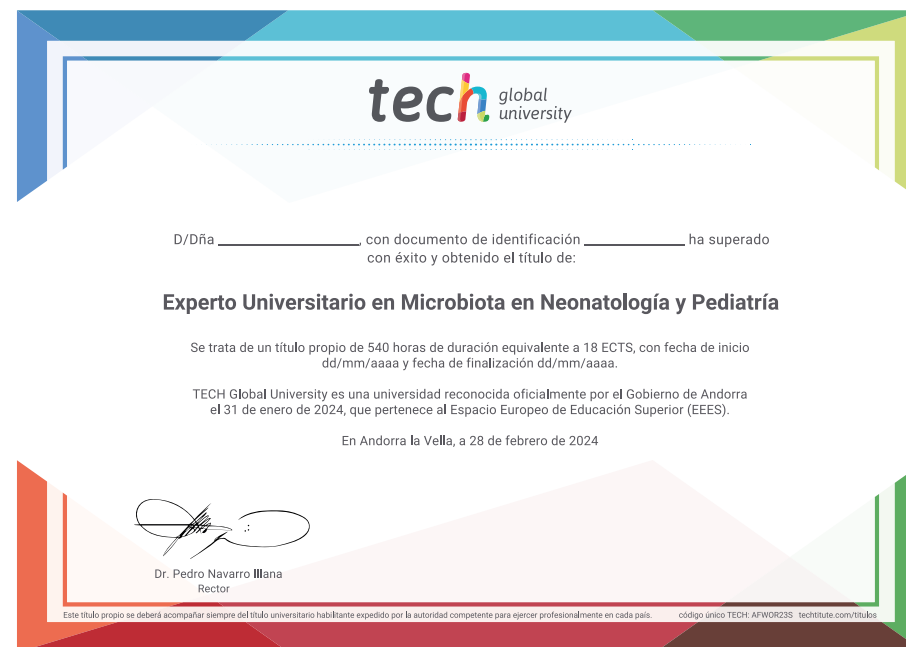 tech global
university
D/Dña ____________________, con documento de identificación ______________ ha superado
con éxito y obtenido el título de:
Experto Universitario en Microbiota en Neonatología y Pediatría
Se trata de un título propio de 540 horas de duración equivalente a 18 ECTS, con fecha de inicio
dd/mm/aaaa y fecha de finalización dd/mm/aaaa.
TECH Global University es una universidad reconocida oficialmente por el Gobierno de Andorra
el 31 de enero de 2024, que pertenece al Espacio Europeo de Educación Superior (EEES).
En Andorra la Vella, a 28 de febrero de 2024
Dr. Pedro Navarro Illana
Rector
Este título propio se deberá acompañar siempre del título universitario habilitante expedido por la autoridad competente para ejercer profesionalmente en cada país. código único TECH: AFWOR23S techtitute.com/titulos